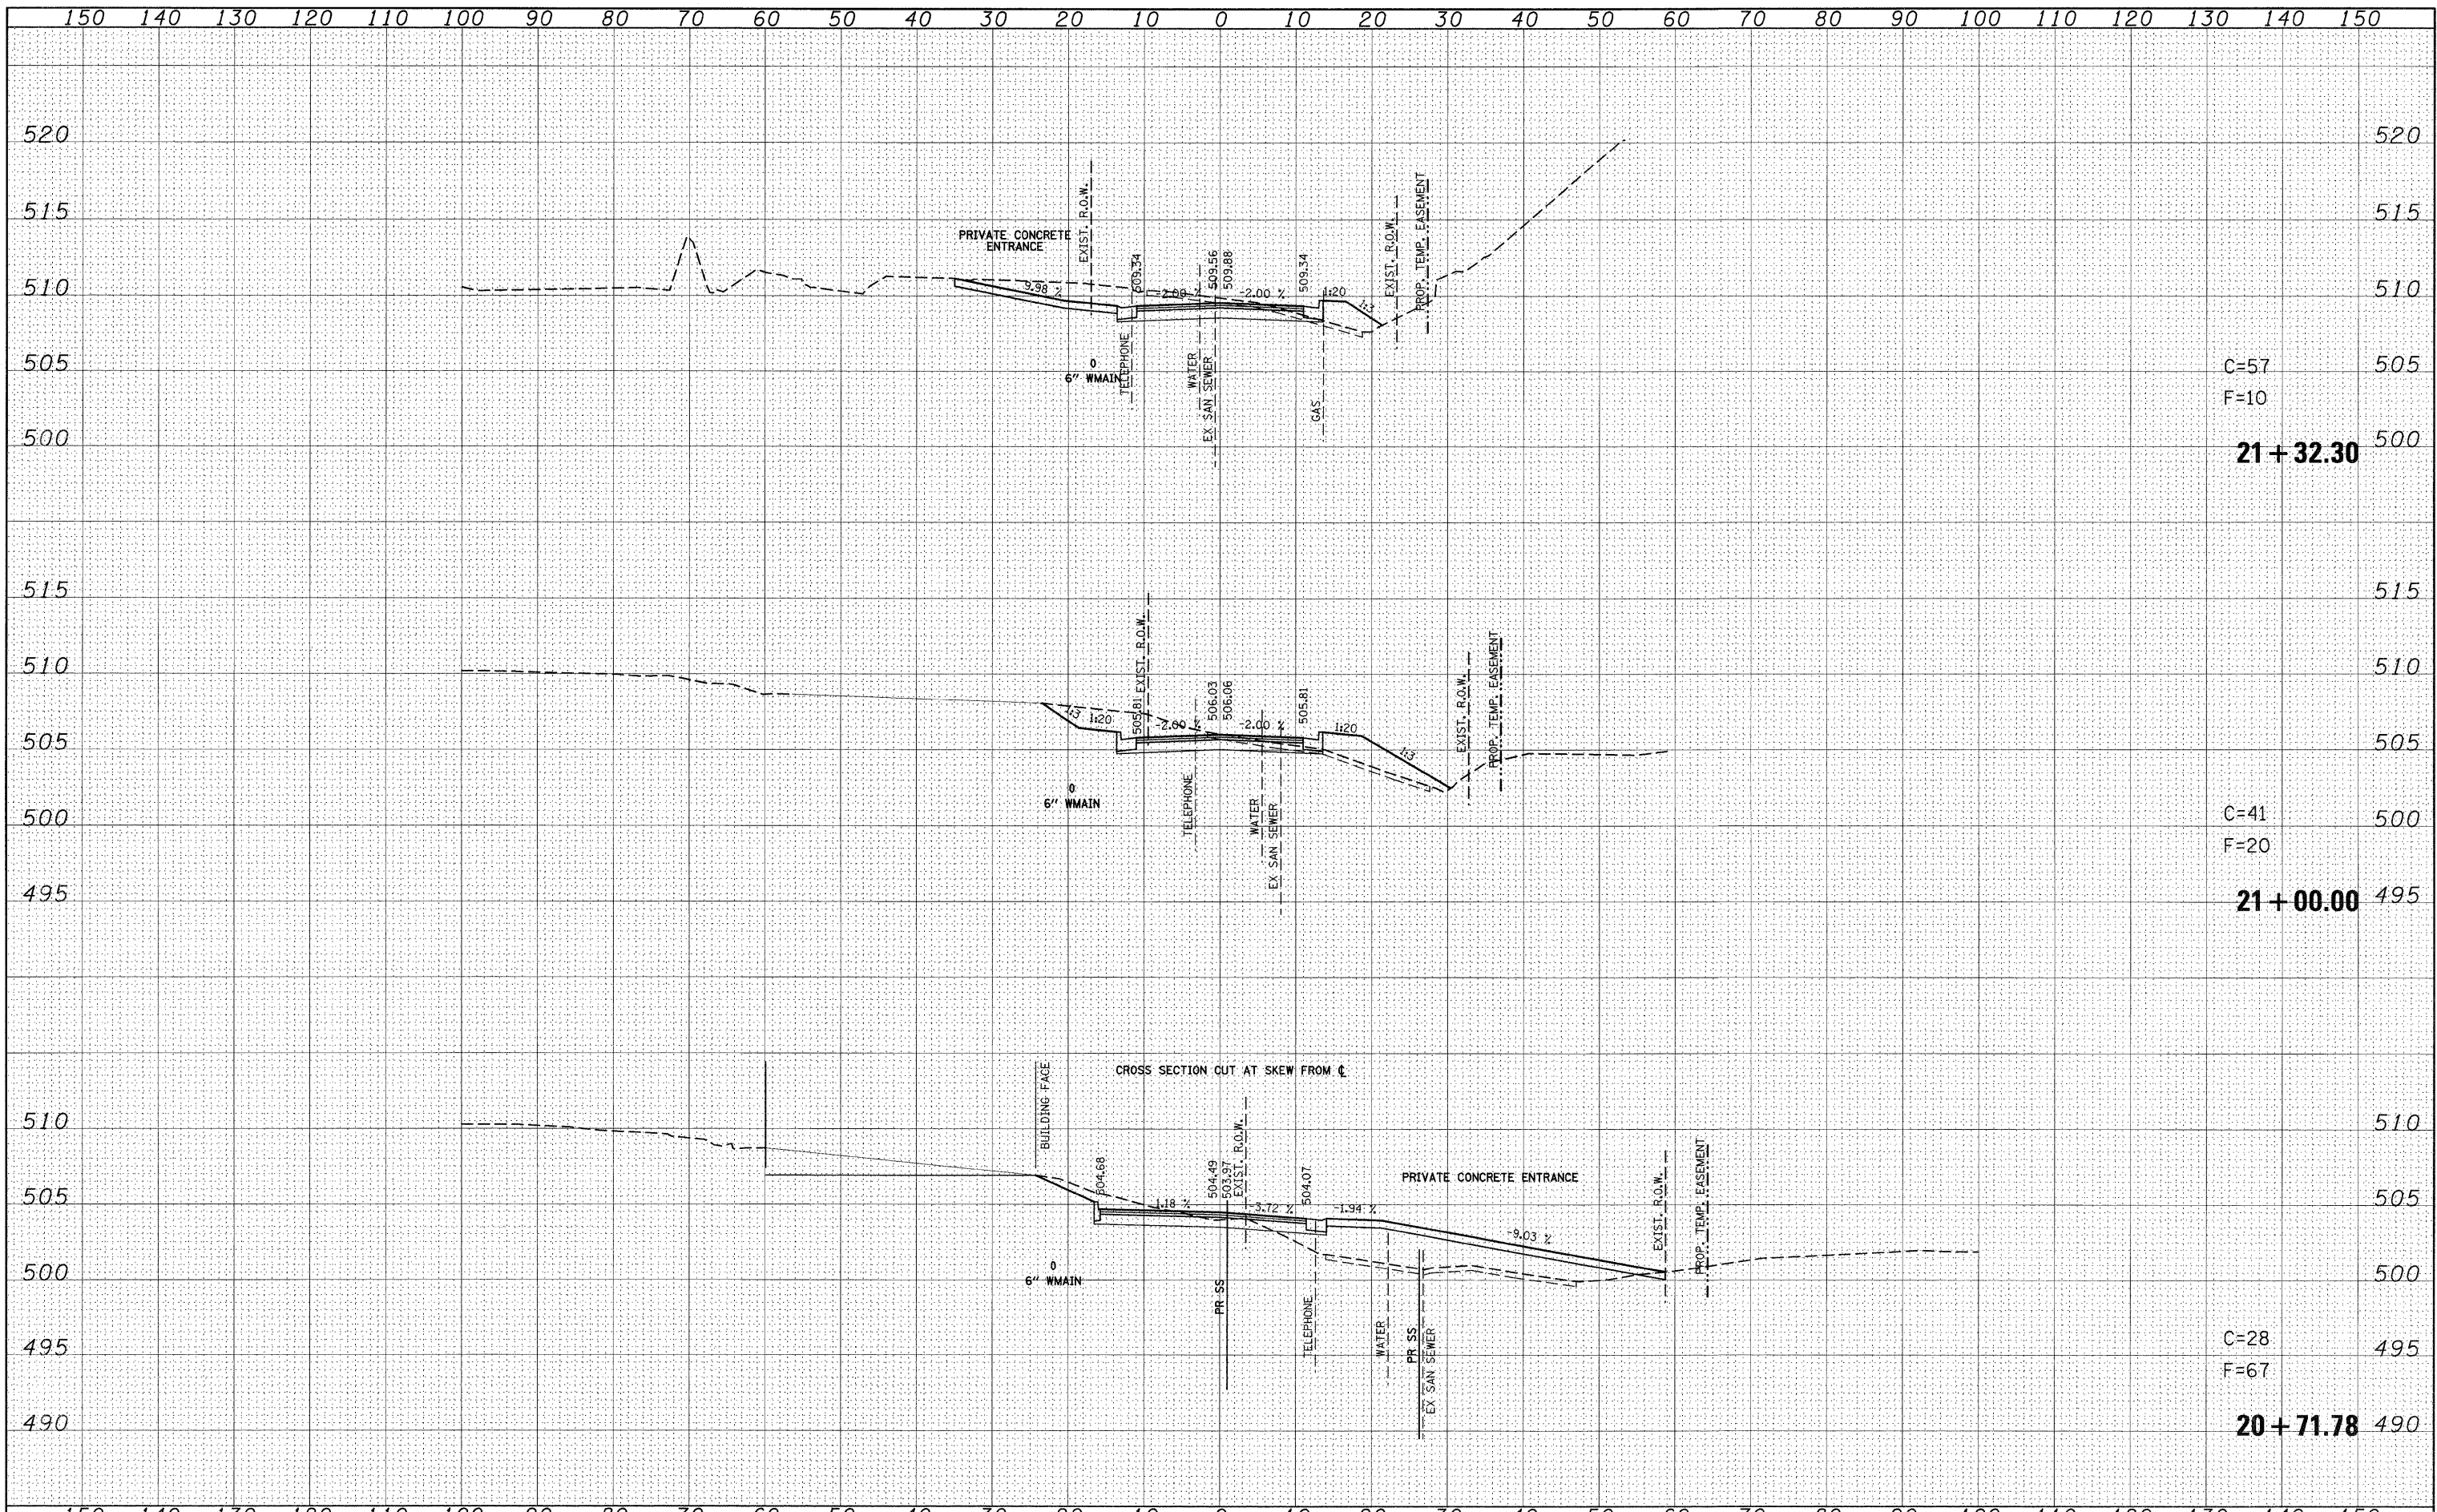 150 140 130 120 110 100 90 80 70 60 50 40 30 20 10 0 10 20 30 40 50 60 70 80 90 100 110 120 130 140 150
520 520
515 515
510 510
505 505
500 500
PRIVATE CONCRETE
ENTRANCE
EXIST. R.O.W.
509.34
509.56
509.88
509.34
EXIST. R.O.W.
PROP. TEMP. EASEMENT
9.98 %
-2.00 %
-2.00 %
1:20
1:3
0
6" WMAIN
TELEPHONE
WATER
EX SAN SEWER
GAS
C=57
F=10
21+32.30
515 515
510 510
505 505
500 500
495 495
505.81
EXIST. R.O.W.
506.03
506.06
505.81
EXIST. R.O.W.
PROP. TEMP. EASEMENT
1:3
1:20
-2.00 %
-2.00 %
1:20
1:3
0
6" WMAIN
TELEPHONE
WATER
EX SAN SEWER
C=41
F=20
21+00.00
510 510
505 505
500 500
495 495
490 490
CROSS SECTION CUT AT SKEW FROM ℄
BUILDING FACE
504.68
504.49
503.97
EXIST. R.O.W.
504.07
PRIVATE CONCRETE ENTRANCE
EXIST. R.O.W.
PROP. TEMP. EASEMENT
1.18 %
-3.72 %
-1.94 %
-9.03 %
0
6" WMAIN
PR SS
TELEPHONE
WATER
PR SS
EX SAN SEWER
C=28
F=67
20+71.78